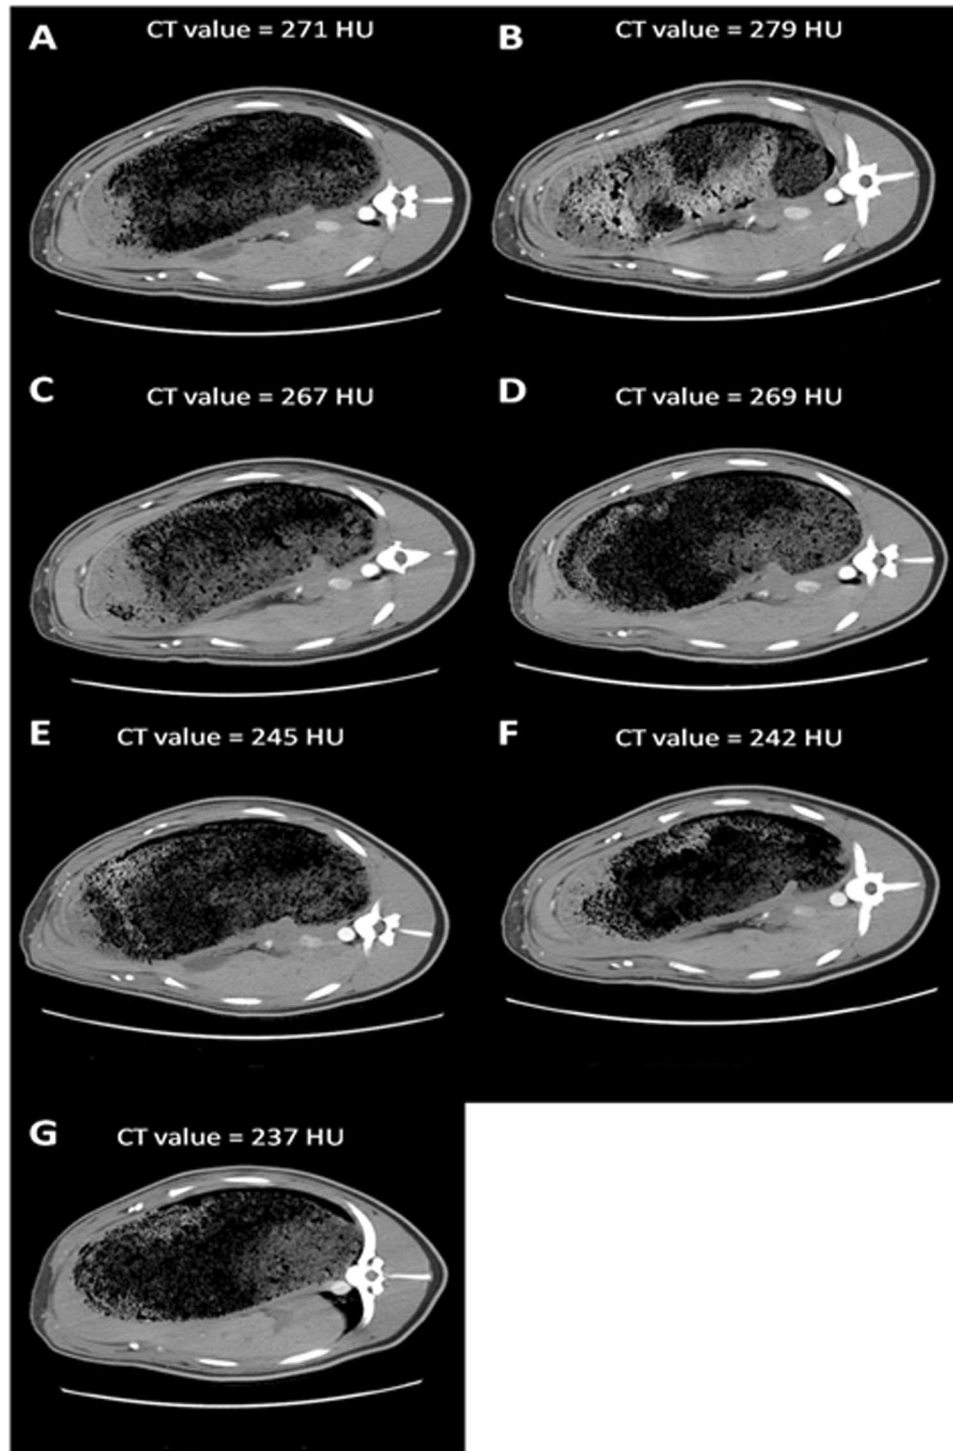 A
CT value = 271 HU
B
CT value = 279 HU
C
CT value = 267 HU
D
CT value = 269 HU
E
CT value = 245 HU
F
CT value = 242 HU
G
CT value = 237 HU